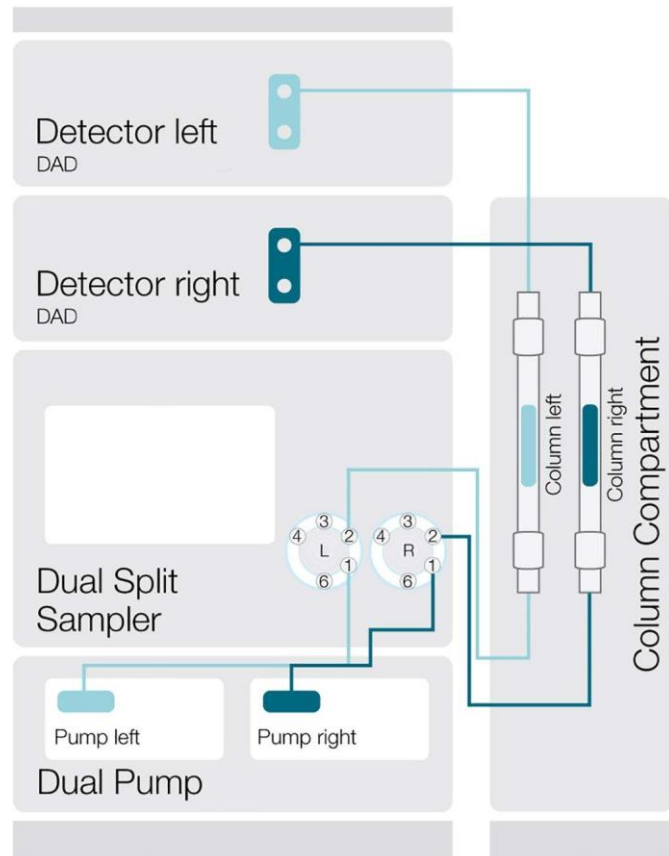 Detector left
DAD
Detector right
DAD
3
4
2
L
1
6
3
4
2
R
1
6
Dual Split
Sampler
Pump left
Pump right
Dual Pump
Column left
Column right
Column Compartment